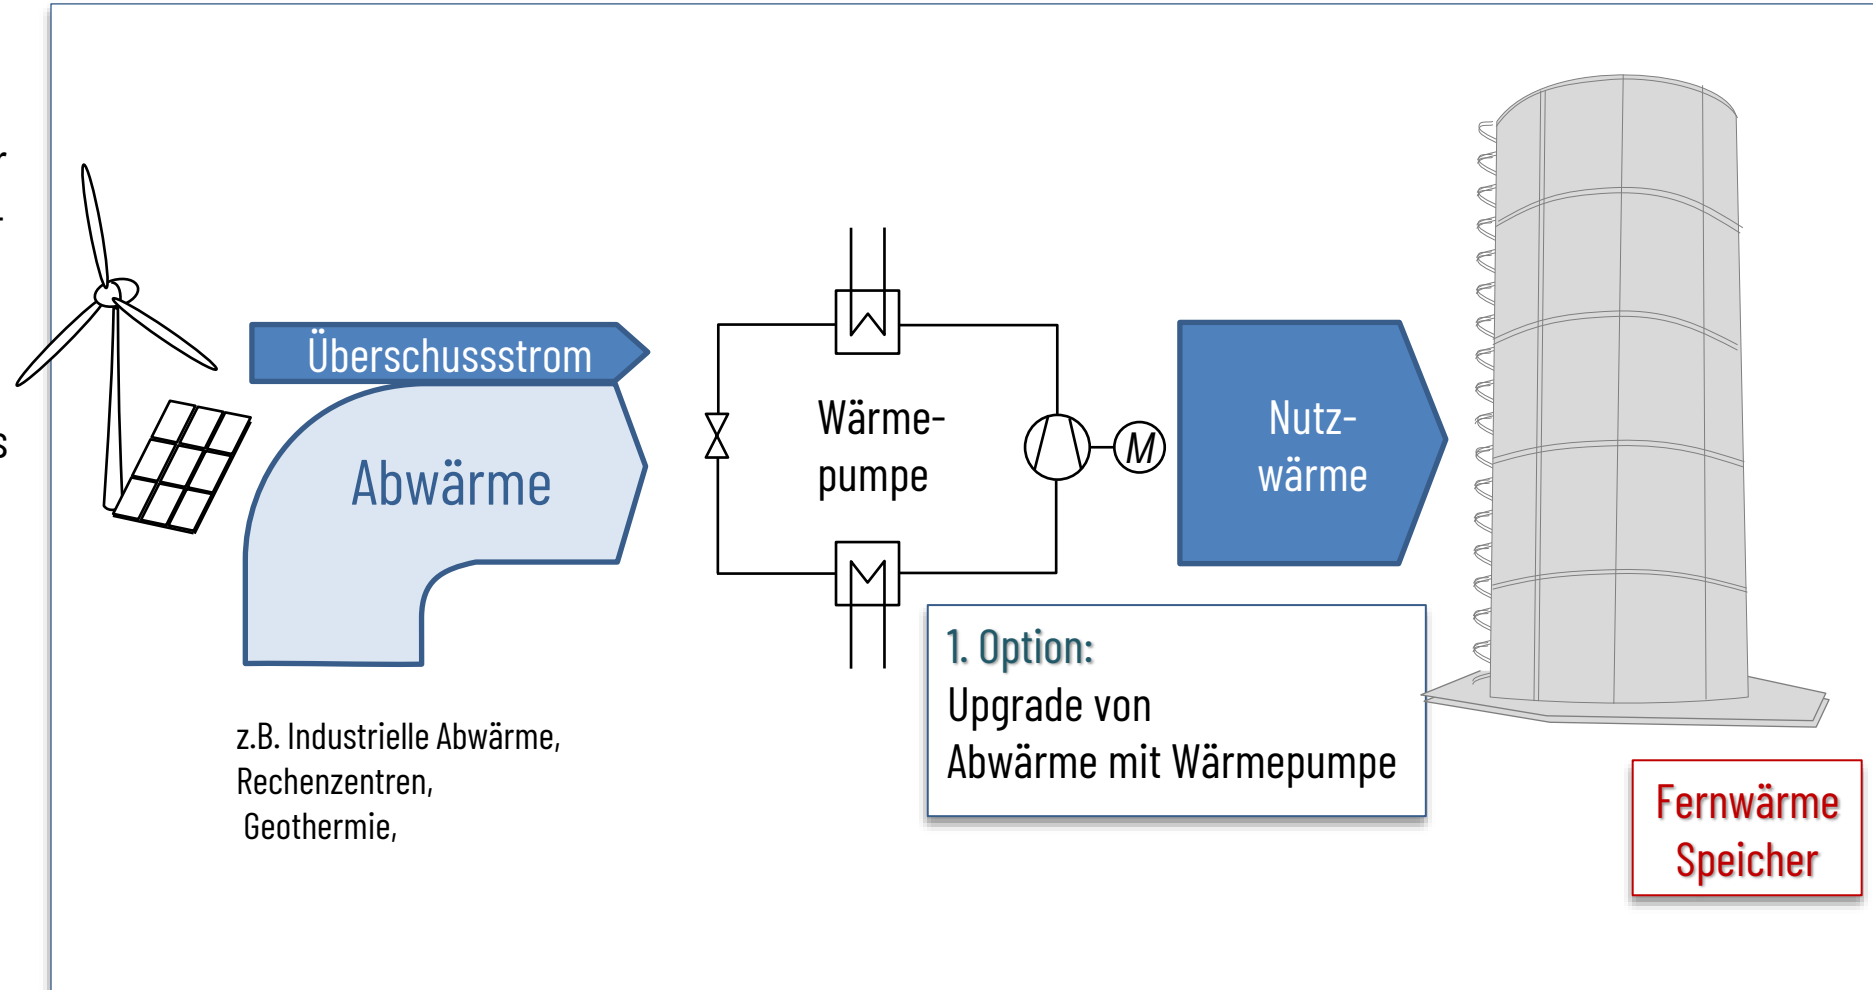 r
-
s
Überschussstrom
Abwärme
Wärme-
pumpe
M
Nutz-
wärme
1. Option:
Upgrade von
Abwärme mit Wärmepumpe
z.B. Industrielle Abwärme,
Rechenzentren,
Geothermie,
Fernwärme
Speicher